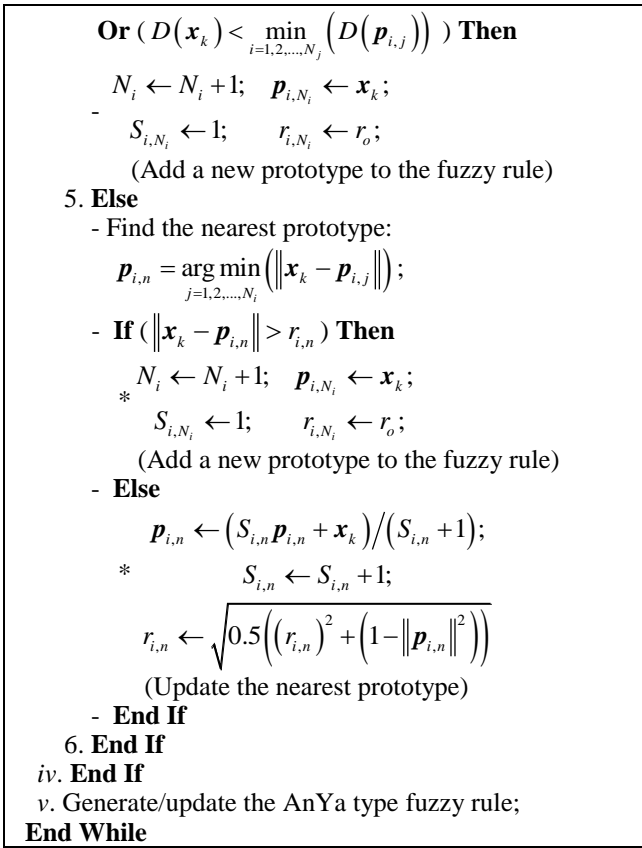 Or ( D(x_k) < min_{i=1,2,...,N_j} (D(p_{i,j})) ) Then
N_i ← N_i + 1; p_{i,N_i} ← x_k;
-
S_{i,N_i} ← 1; r_{i,N_i} ← r_o;
(Add a new prototype to the fuzzy rule)
5. Else
- Find the nearest prototype:
p_{i,n} = arg min_{j=1,2,...,N_i} (‖x_k − p_{i,j}‖);
- If (‖x_k − p_{i,n}‖ > r_{i,n}) Then
N_i ← N_i + 1; p_{i,N_i} ← x_k;
*
S_{i,N_i} ← 1; r_{i,N_i} ← r_o;
(Add a new prototype to the fuzzy rule)
- Else
p_{i,n} ← (S_{i,n} p_{i,n} + x_k)/(S_{i,n} + 1);
* S_{i,n} ← S_{i,n} + 1;
r_{i,n} ← √(0.5((r_{i,n})^2 + (1 − ‖p_{i,n}‖^2)))
(Update the nearest prototype)
- End If
6. End If
iv. End If
v. Generate/update the AnYa type fuzzy rule;
End While